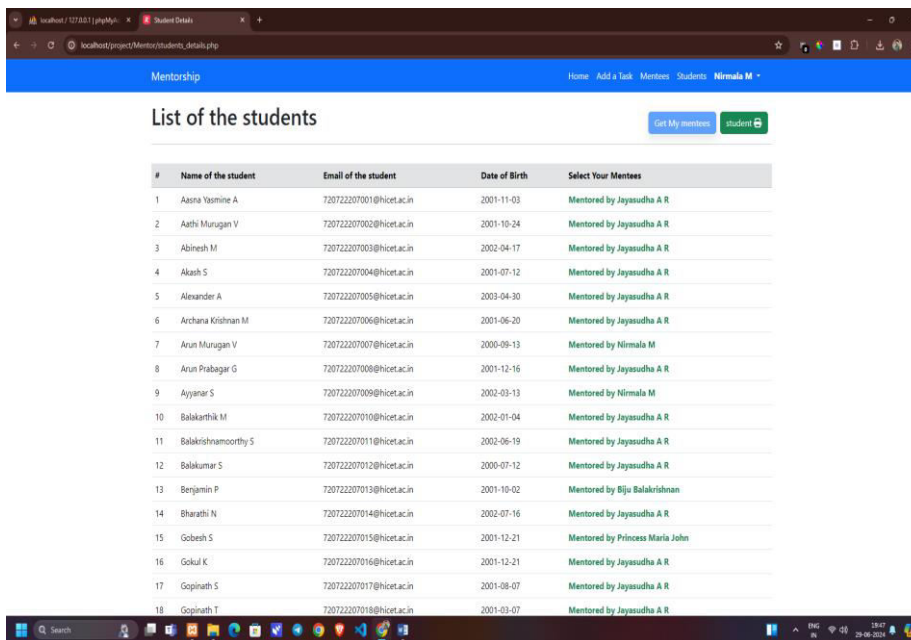 localhost / 127.0.0.1 | phpMyA
Student Details
localhost/project/Mentor/students_details.php
Mentorship
Home Add a Task Mentees Students Nirmala M
List of the students
Get My mentees
student
# Name of the student Email of the student Date of Birth Select Your Mentees
1 Aasna Yasmine A 720722207001@hicet.ac.in 2001-11-03 Mentored by Jayasudha A R
2 Aathi Murugan V 720722207002@hicet.ac.in 2001-10-24 Mentored by Jayasudha A R
3 Abinesh M 720722207003@hicet.ac.in 2002-04-17 Mentored by Jayasudha A R
4 Akash S 720722207004@hicet.ac.in 2001-07-12 Mentored by Jayasudha A R
5 Alexander A 720722207005@hicet.ac.in 2003-04-30 Mentored by Jayasudha A R
6 Archana Krishnan M 720722207006@hicet.ac.in 2001-06-20 Mentored by Jayasudha A R
7 Arun Murugan V 720722207007@hicet.ac.in 2000-09-13 Mentored by Nirmala M
8 Arun Prabagar G 720722207008@hicet.ac.in 2001-12-16 Mentored by Jayasudha A R
9 Ayyanar S 720722207009@hicet.ac.in 2002-03-13 Mentored by Nirmala M
10 Balakarthik M 720722207010@hicet.ac.in 2002-01-04 Mentored by Jayasudha A R
11 Balakrishnamoorthy S 720722207011@hicet.ac.in 2002-06-19 Mentored by Jayasudha A R
12 Balakumar S 720722207012@hicet.ac.in 2000-07-12 Mentored by Jayasudha A R
13 Benjamin P 720722207013@hicet.ac.in 2001-10-02 Mentored by Biju Balakrishnan
14 Bharathi N 720722207014@hicet.ac.in 2002-07-16 Mentored by Jayasudha A R
15 Gobesh S 720722207015@hicet.ac.in 2001-12-21 Mentored by Princess Maria John
16 Gokul K 720722207016@hicet.ac.in 2001-12-21 Mentored by Jayasudha A R
17 Gopinath S 720722207017@hicet.ac.in 2001-08-07 Mentored by Jayasudha A R
18 Gopinath T 720722207018@hicet.ac.in 2001-03-07 Mentored by Jayasudha A R
Search
ENG
IN
18:47
29-06-2024